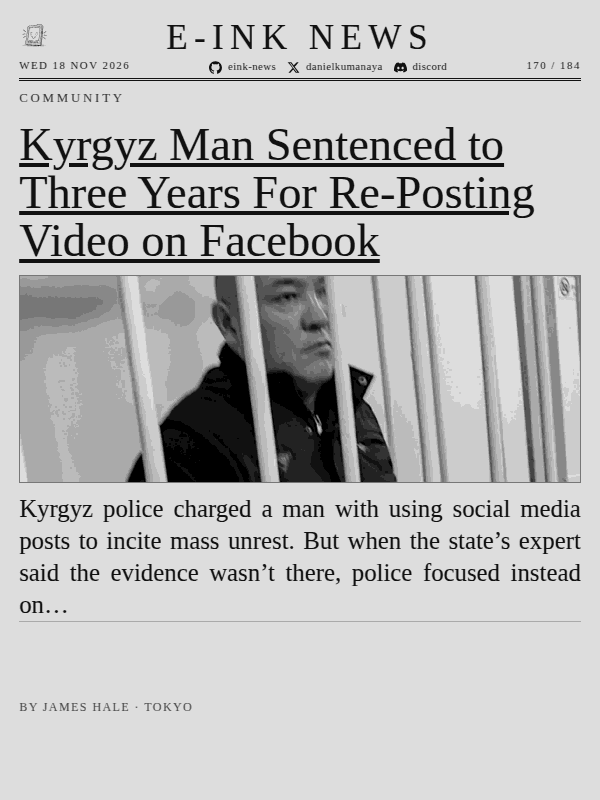 E-INK NEWS
WED 18 NOV 2026
eink-news danielkumanaya discord
170 / 184
COMMUNITY
Kyrgyz Man Sentenced to
Three Years For Re-Posting
Video on Facebook
Kyrgyz police charged a man with using social media
posts to incite mass unrest. But when the state’s expert
said the evidence wasn’t there, police focused instead
on…
BY JAMES HALE · TOKYO